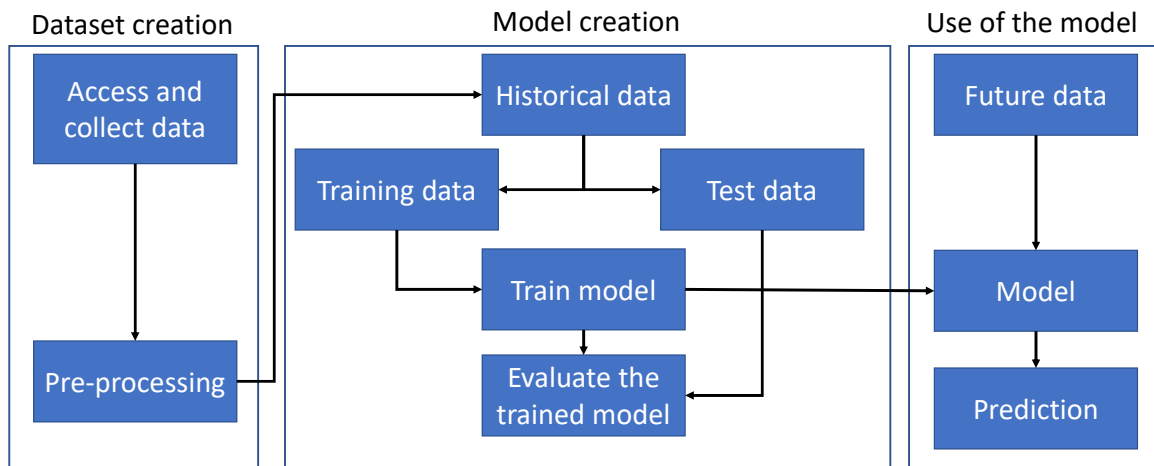 Dataset creation
Access and
collect data
Pre-processing
Model creation
Historical data
Training data
Test data
Train model
Evaluate the
trained model
Use of the model
Future data
Model
Prediction